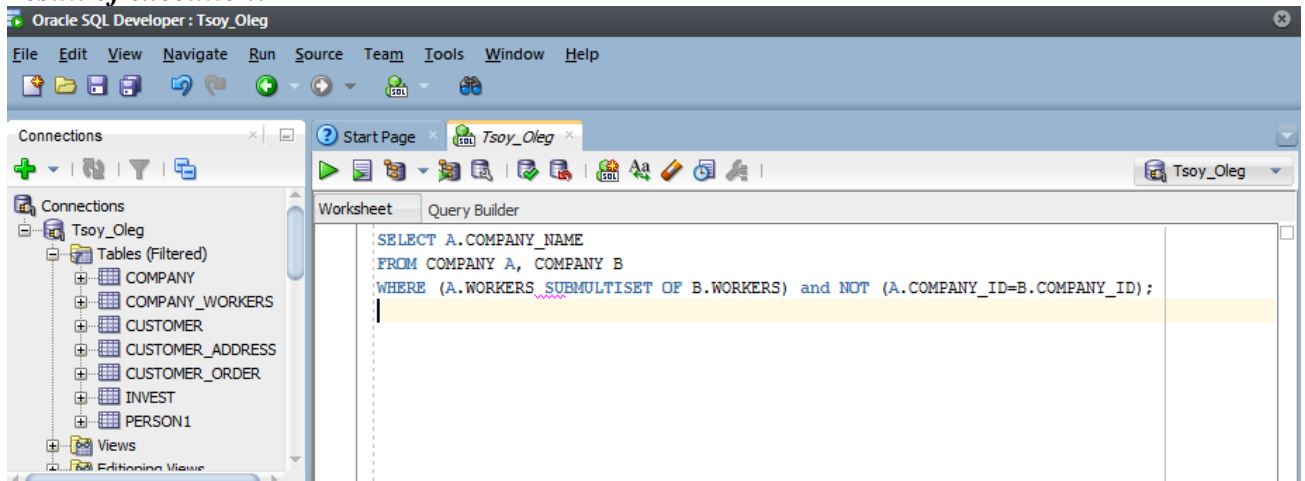 Oracle SQL Developer : Tsoy_Oleg
File Edit View Navigate Run Source Team Tools Window Help
Connections
Start Page
Tsoy_Oleg
Tsoy_Oleg
Connections
Tsoy_Oleg
Tables (Filtered)
COMPANY
COMPANY_WORKERS
CUSTOMER
CUSTOMER_ADDRESS
CUSTOMER_ORDER
INVEST
PERSON1
Views
Editioning Views
Worksheet Query Builder
SELECT A.COMPANY_NAME
FROM COMPANY A, COMPANY B
WHERE (A.WORKERS SUBMULTISET OF B.WORKERS) and NOT (A.COMPANY_ID=B.COMPANY_ID);